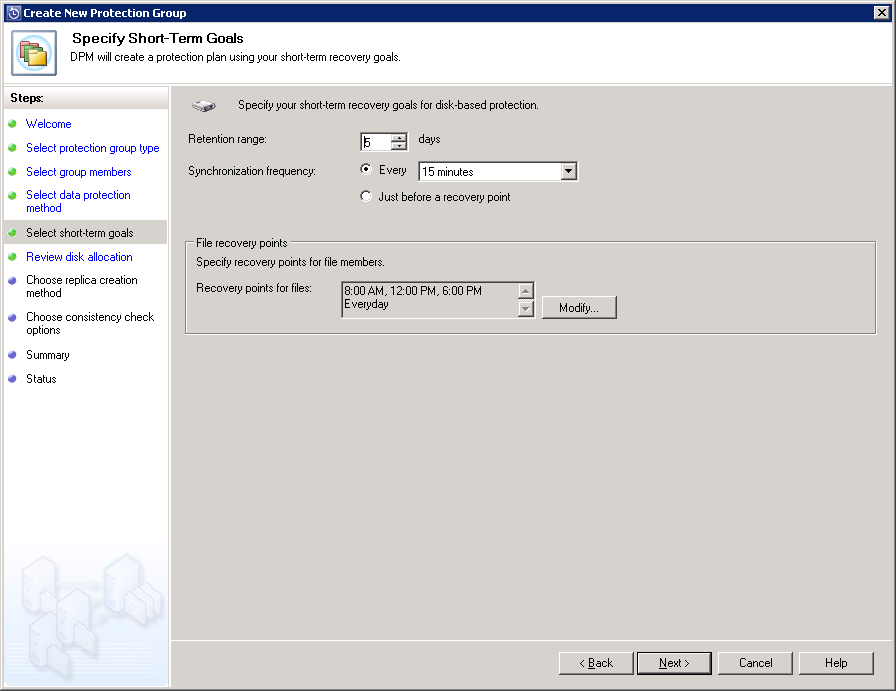 Create New Protection Group
Specify Short-Term Goals
DPM will create a protection plan using your short-term recovery goals.
Steps:
Welcome
Select protection group type
Select group members
Select data protection
method
Select short-term goals
Review disk allocation
Choose replica creation
method
Choose consistency check
options
Summary
Status
Specify your short-term recovery goals for disk-based protection.
Retention range: 5 days
Synchronization frequency: Every 15 minutes
Just before a recovery point
File recovery points
Specify recovery points for file members.
Recovery points for files: 8:00 AM, 12:00 PM, 6:00 PM
Everyday
Modify...
< Back Next > Cancel Help